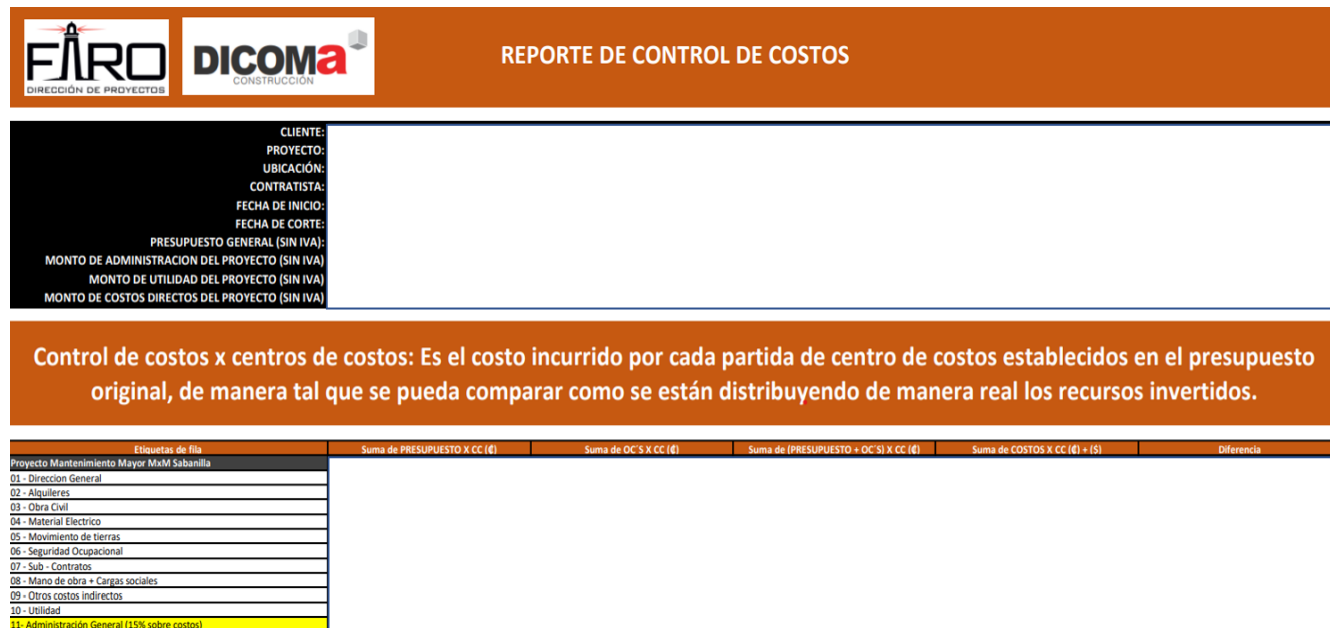 FARO
DIRECCIÓN DE PROYECTOS
DICOMa
CONSTRUCCIÓN
REPORTE DE CONTROL DE COSTOS
CLIENTE:
PROYECTO:
UBICACIÓN:
CONTRATISTA:
FECHA DE INICIO:
FECHA DE CORTE:
PRESUPUESTO GENERAL (SIN IVA):
MONTO DE ADMINISTRACION DEL PROYECTO (SIN IVA)
MONTO DE UTILIDAD DEL PROYECTO (SIN IVA)
MONTO DE COSTOS DIRECTOS DEL PROYECTO (SIN IVA)
Control de costos x centros de costos: Es el costo incurrido por cada partida de centro de costos establecidos en el presupuesto
original, de manera tal que se pueda comparar como se están distribuyendo de manera real los recursos invertidos.
Etiquetas de fila Suma de PRESUPUESTO X CC (₡) Suma de OC´S X CC (₡) Suma de (PRESUPUESTO + OC´S) X CC (₡) Suma de COSTOS X CC (₡) + ($) Diferencia
Proyecto Mantenimiento Mayor MxM Sabanilla
01 - Direccion General
02 - Alquileres
03 - Obra Civil
04 - Material Electrico
05 - Movimiento de tierras
06 - Seguridad Ocupacional
07 - Sub - Contratos
08 - Mano de obra + Cargas sociales
09 - Otros costos indirectos
10 - Utilidad
11- Administración General (15% sobre costos)